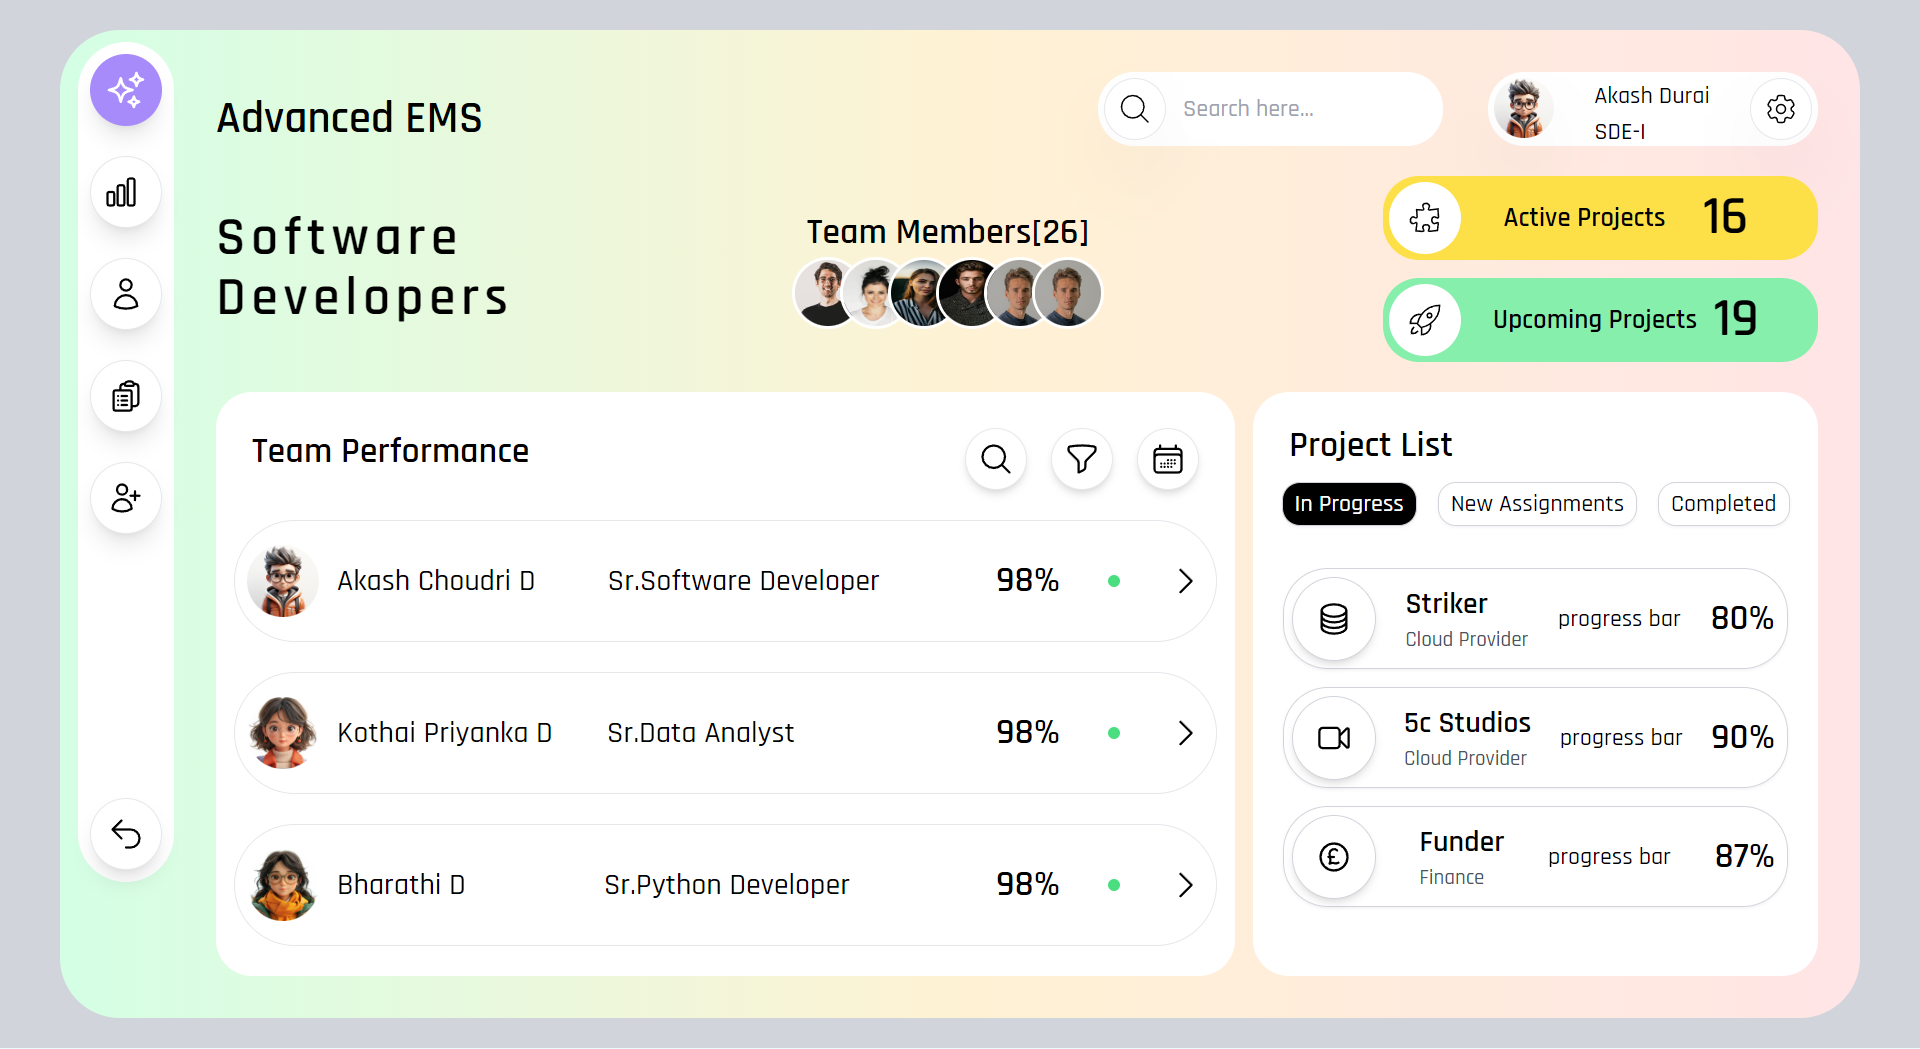 Advanced EMS
Search here...
Akash Durai
SDE-I
Software
Developers
Team Members[26]
Active Projects 16
Upcoming Projects 19
Team Performance
Akash Choudri D Sr.Software Developer 98%
Kothai Priyanka D Sr.Data Analyst 98%
Bharathi D Sr.Python Developer 98%
Project List
In Progress New Assignments Completed
Striker
Cloud Provider
progress bar 80%
5c Studios
Cloud Provider
progress bar 90%
Funder
Finance
progress bar 87%